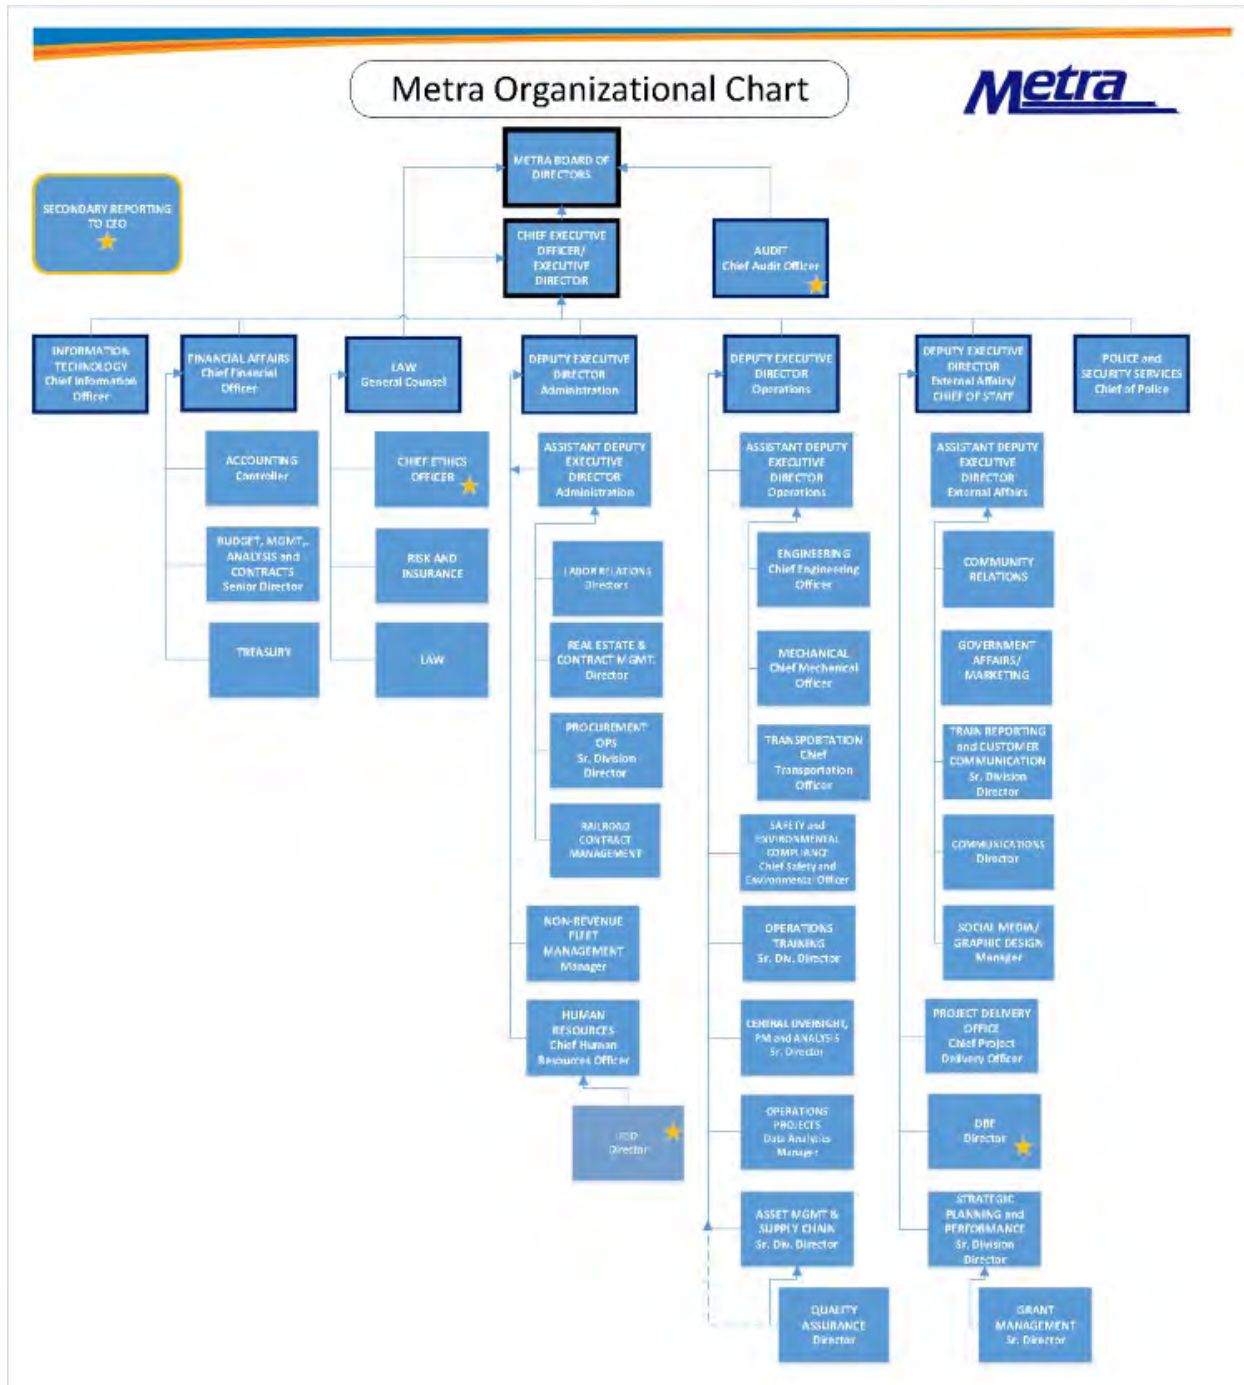 Metra Organizational Chart
Metra
METRA BOARD OF
DIRECTORS
SECONDARY REPORTING
TO CEO
CHIEF EXECUTIVE
OFFICER/
EXECUTIVE
DIRECTOR
AUDIT
Chief Audit Officer
INFORMATION
TECHNOLOGY
Chief Information
Officer
FINANCIAL AFFAIRS
Chief Financial
Officer
LAW
General Counsel
DEPUTY EXECUTIVE
DIRECTOR
Administration
DEPUTY EXECUTIVE
DIRECTOR
Operations
DEPUTY EXECUTIVE
DIRECTOR
External Affairs/
CHIEF OF STAFF
POLICE and
SECURITY SERVICES
Chief of Police
ACCOUNTING
Controller
BUDGET, MGMT.,
ANALYSIS and
CONTRACTS
Senior Director
TREASURY
CHIEF ETHICS
OFFICER
RISK AND
INSURANCE
LAW
ASSISTANT DEPUTY
EXECUTIVE
DIRECTOR
Administration
LABOR RELATIONS
Directors
REAL ESTATE &
CONTRACT MGMT.
Director
PROCUREMENT
OPS
Sr. Division
Director
RAILROAD
CONTRACT
MANAGEMENT
NON-REVENUE
FLEET
MANAGEMENT
Manager
HUMAN
RESOURCES
Chief Human
Resources Officer
Director
ASSISTANT DEPUTY
EXECUTIVE
DIRECTOR
Operations
ENGINEERING
Chief Engineering
Officer
MECHANICAL
Chief Mechanical
Officer
TRANSPORTATION
Chief
Transportation
Officer
SAFETY and
ENVIRONMENTAL
COMPLIANCE
Chief Safety and
Environmental Officer
OPERATIONS
TRAINING
Sr. Div. Director
CENTRAL OVERSIGHT,
PM and ANALYSIS
Sr. Director
OPERATIONS
PROJECTS
Data Analytics
Manager
ASSET MGMT &
SUPPLY CHAIN
Sr. Div. Director
QUALITY
ASSURANCE
Director
ASSISTANT DEPUTY
EXECUTIVE
DIRECTOR
External Affairs
COMMUNITY
RELATIONS
GOVERNMENT
AFFAIRS/
MARKETING
TRAIN REPORTING
and CUSTOMER
COMMUNICATION
Sr. Division
Director
COMMUNICATIONS
Director
SOCIAL MEDIA/
GRAPHIC DESIGN
Manager
PROJECT DELIVERY
OFFICE
Chief Project
Delivery Officer
DBE
Director
STRATEGIC
PLANNING and
PERFORMANCE
Sr. Division
Director
GRANT
MANAGEMENT
Sr. Director